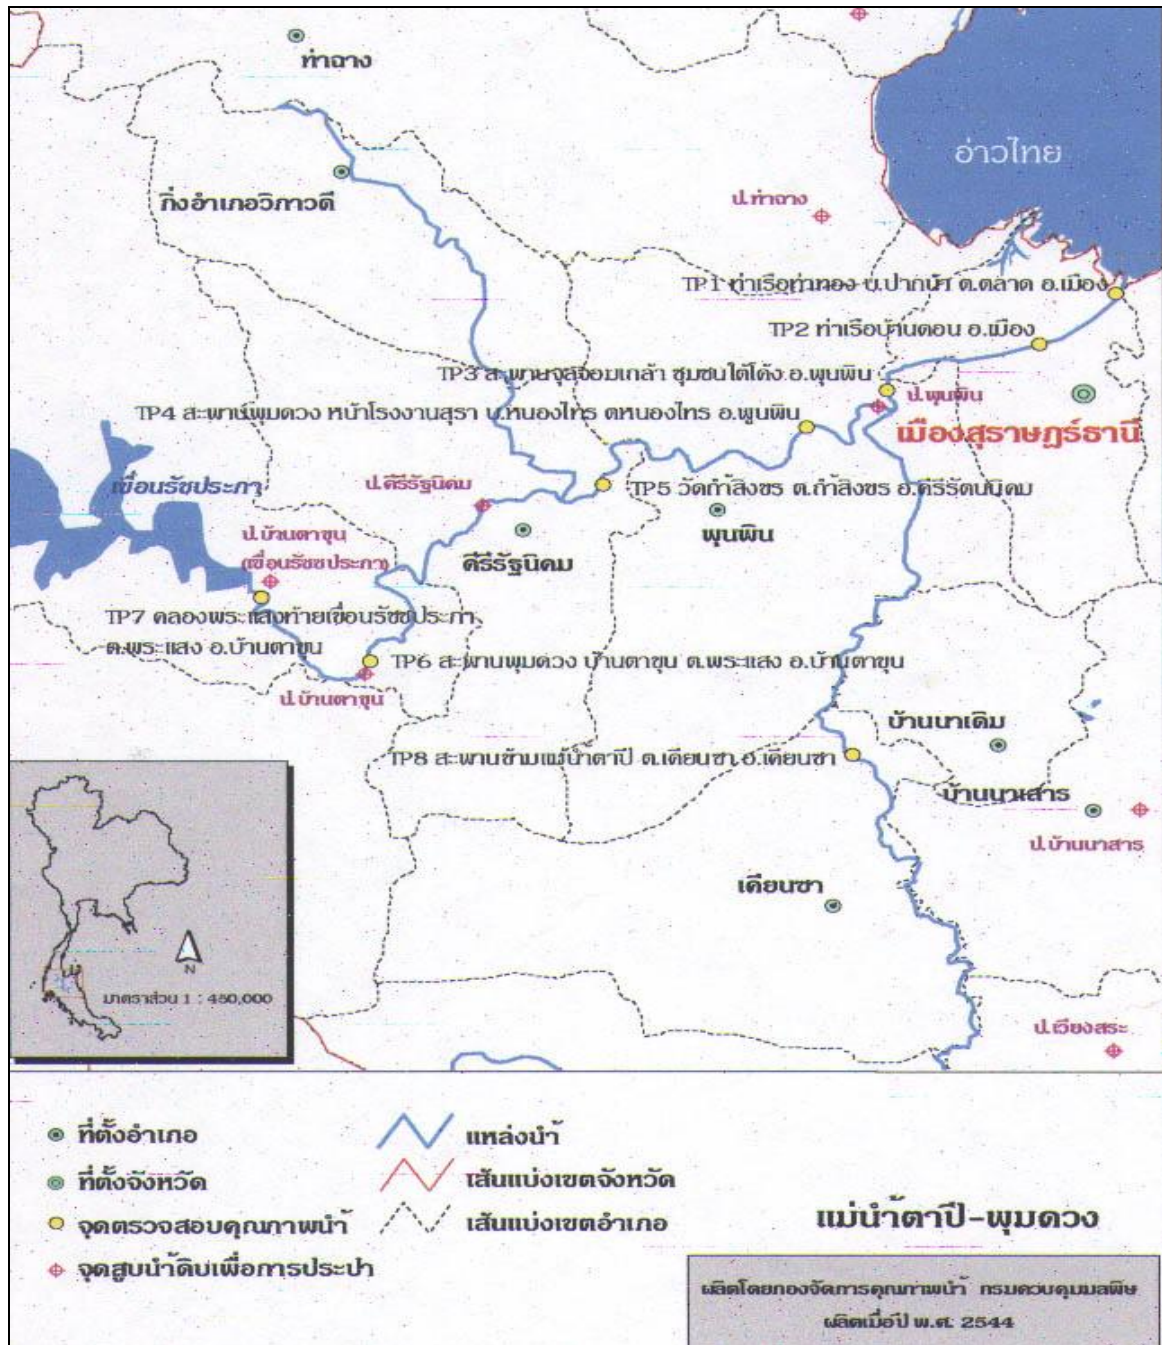 ท่าฉาง
อ่าวไทย
กิ่งอำเภอวิภาวดี
ป.ท่าฉาง
TP1 ท่าเรือท่าทอง บ.ปากน้ำ ต.ตลาด อ.เมือง
TP2 ท่าเรือบ้านดอน อ.เมือง
TP3 สะพานจุลจอมเกล้า ชุมชนใต้โค้ง อ.พุนพิน
ป.พุนพิน
TP4 สะพานพุมดวง หน้าโรงงานสุรา บ.หนองไทร ตหนองไทร อ.พูนพิน
เมืองสุราษฎร์ธานี
เขื่อนรัชประภา
ป.คีรีรัฐนิคม
TP5 วัดถ้ำสิงขร ต.ถ้ำสิงขร อ.คีรีรัตนนิคม
ป.บ้านตาขุน
(เขื่อนรัชชประภา)
คีรีรัฐนิคม
พุนพิน
TP7 คลองพระแสงท้ายเขื่อนรัชชประภา
ต.พระแสง อ.บ้านตาขุน
TP6 สะพานพุมดวง บ้านตาขุน ต.พระแสง อ.บ้านตาขุน
ป.บ้านตาขุน
บ้านนาเดิม
TP8 สะพานข้ามแม่น้ำตาปี ต.เคียนซา อ.เคียนซา
บ้านนาสาร
ป.บ้านนาสาร
เคียนซา
N
มาตราส่วน 1 : 450,000
ป.เวียงสระ
ที่ตั้งอำเภอ
แหล่งน้ำ
ที่ตั้งจังหวัด
เส้นแบ่งเขตจังหวัด
จุดตรวจสอบคุณภาพน้ำ
เส้นแบ่งเขตอำเภอ
จุดสูบน้ำดิบเพื่อการประปา
แม่น้ำตาปี-พุมดวง
ผลิตโดยกองจัดการคุณภาพน้ำ กรมควบคุมมลพิษ
ผลิตเมื่อปี พ.ศ. 2544